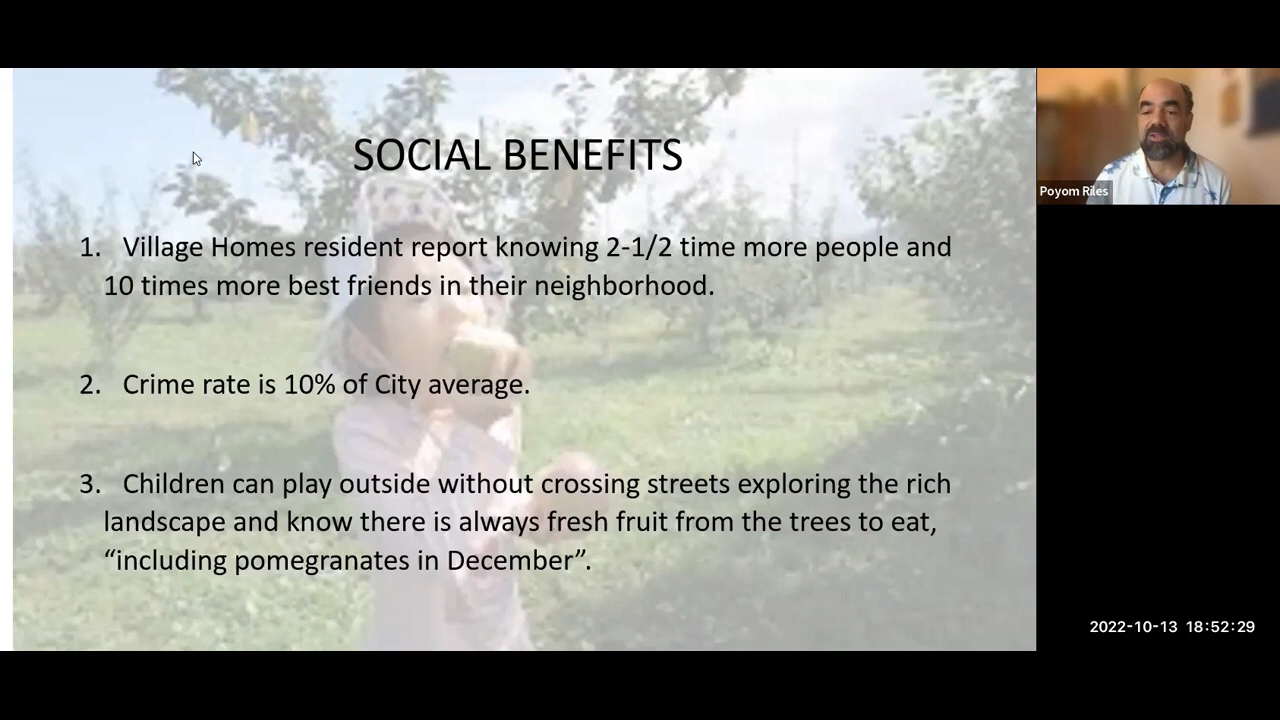 SOCIAL BENEFITS
1. Village Homes resident report knowing 2-1/2 time more people and
10 times more best friends in their neighborhood.
2. Crime rate is 10% of City average.
3. Children can play outside without crossing streets exploring the rich
landscape and know there is always fresh fruit from the trees to eat,
“including pomegranates in December”.
Poyom Riles
2022-10-13 18:52:29